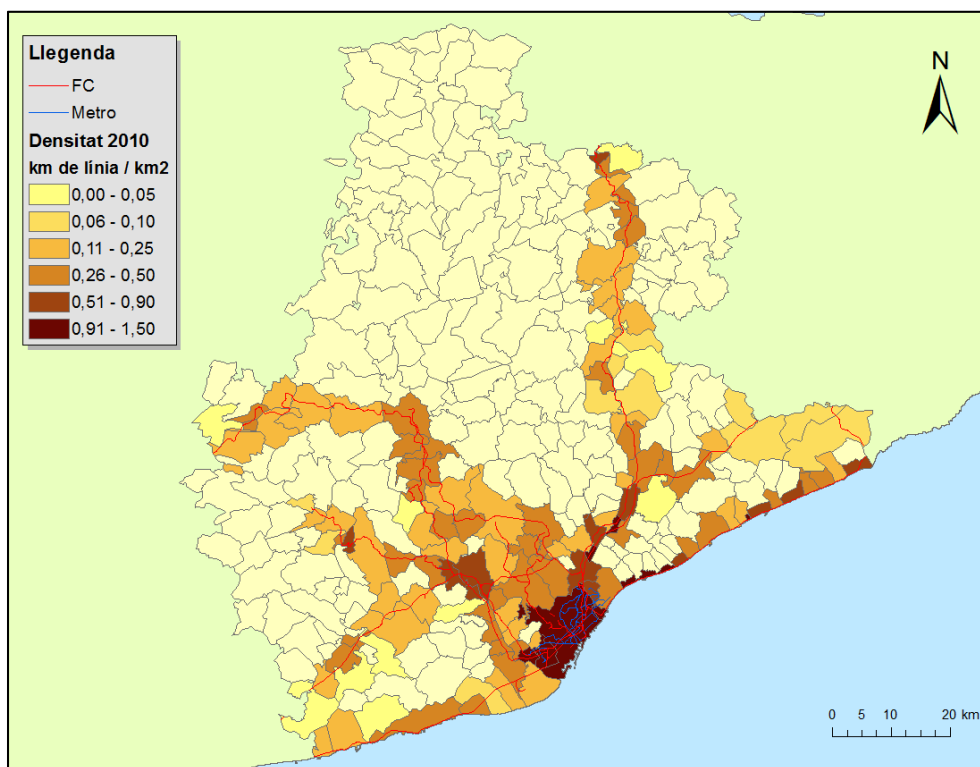 Llegenda
FC
Metro
Densitat 2010
km de línia / km2
0,00 - 0,05
0,06 - 0,10
0,11 - 0,25
0,26 - 0,50
0,51 - 0,90
0,91 - 1,50
N
0 5 10 20 km